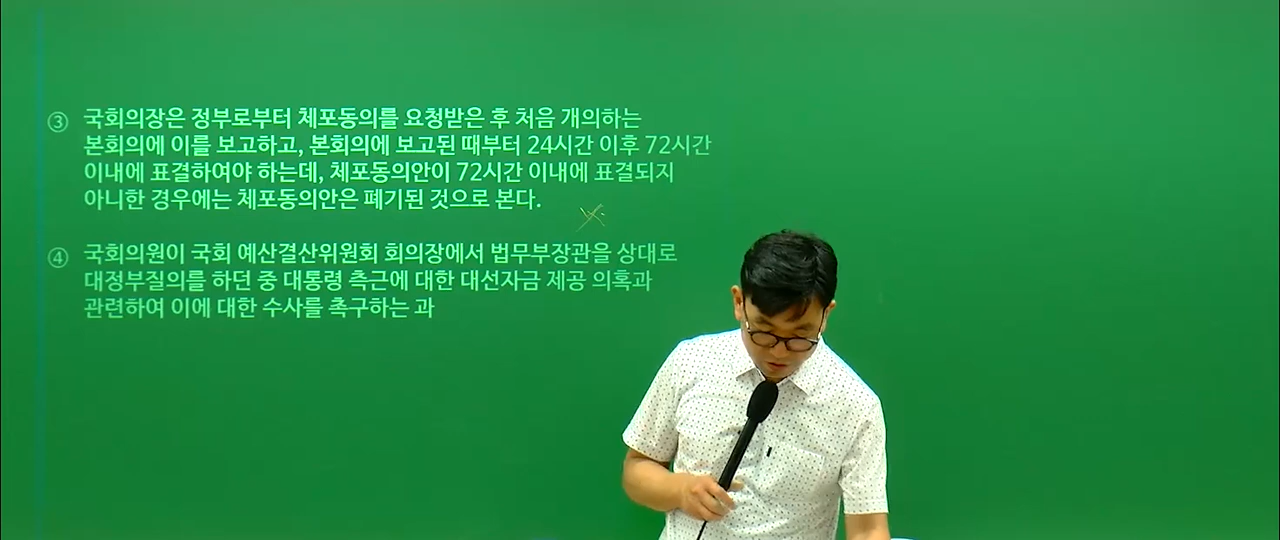 ③ 국회의장은 정부로부터 체포동의를 요청받은 후 처음 개의하는
본회의에 이를 보고하고, 본회의에 보고된 때부터 24시간 이후 72시간
이내에 표결하여야 하는데, 체포동의안이 72시간 이내에 표결되지
아니한 경우에는 체포동의안은 폐기된 것으로 본다.
④ 국회의원이 국회 예산결산위원회 회의장에서 법무부장관을 상대로
대정부질의를 하던 중 대통령 측근에 대한 대선자금 제공 의혹과
관련하여 이에 대한 수사를 촉구하는 과